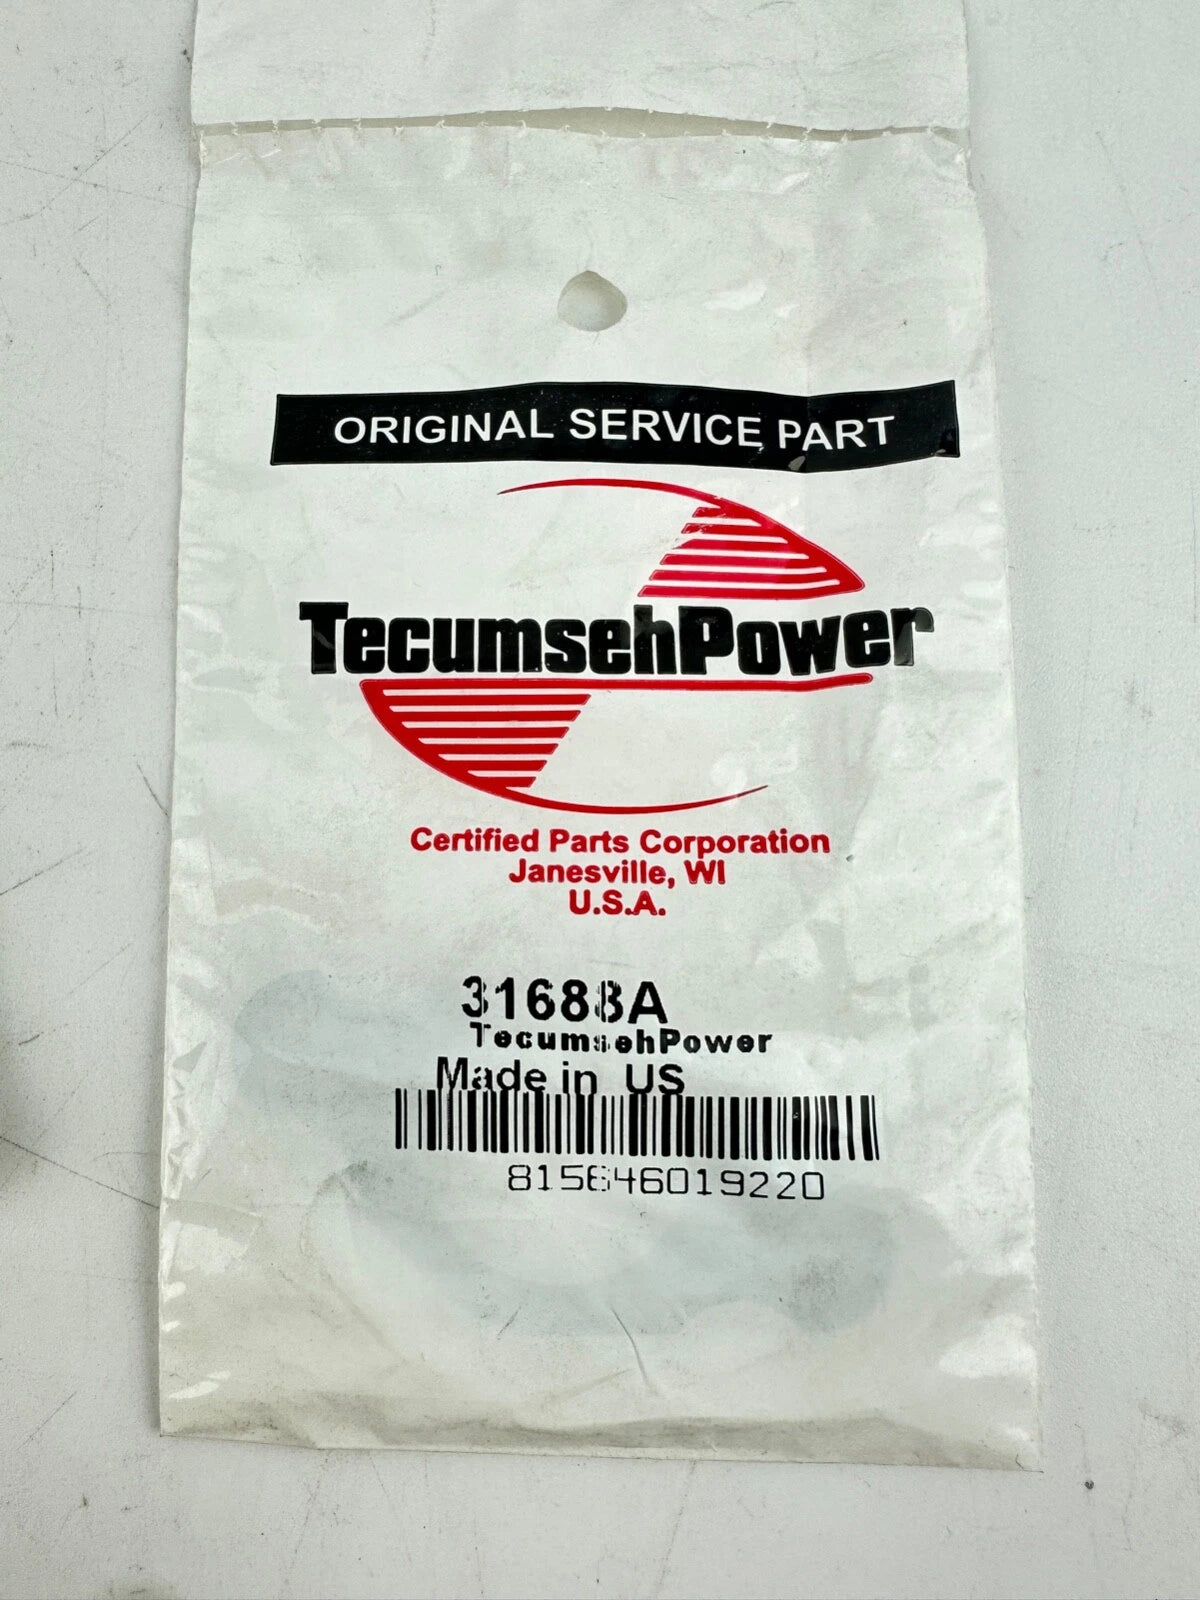 ORIGINAL SERVICE PART
TecumsehPower
Certified Parts Corporation
Janesville, WI
U.S.A.
31688A
TecumsehPower
Made in US
815646019220